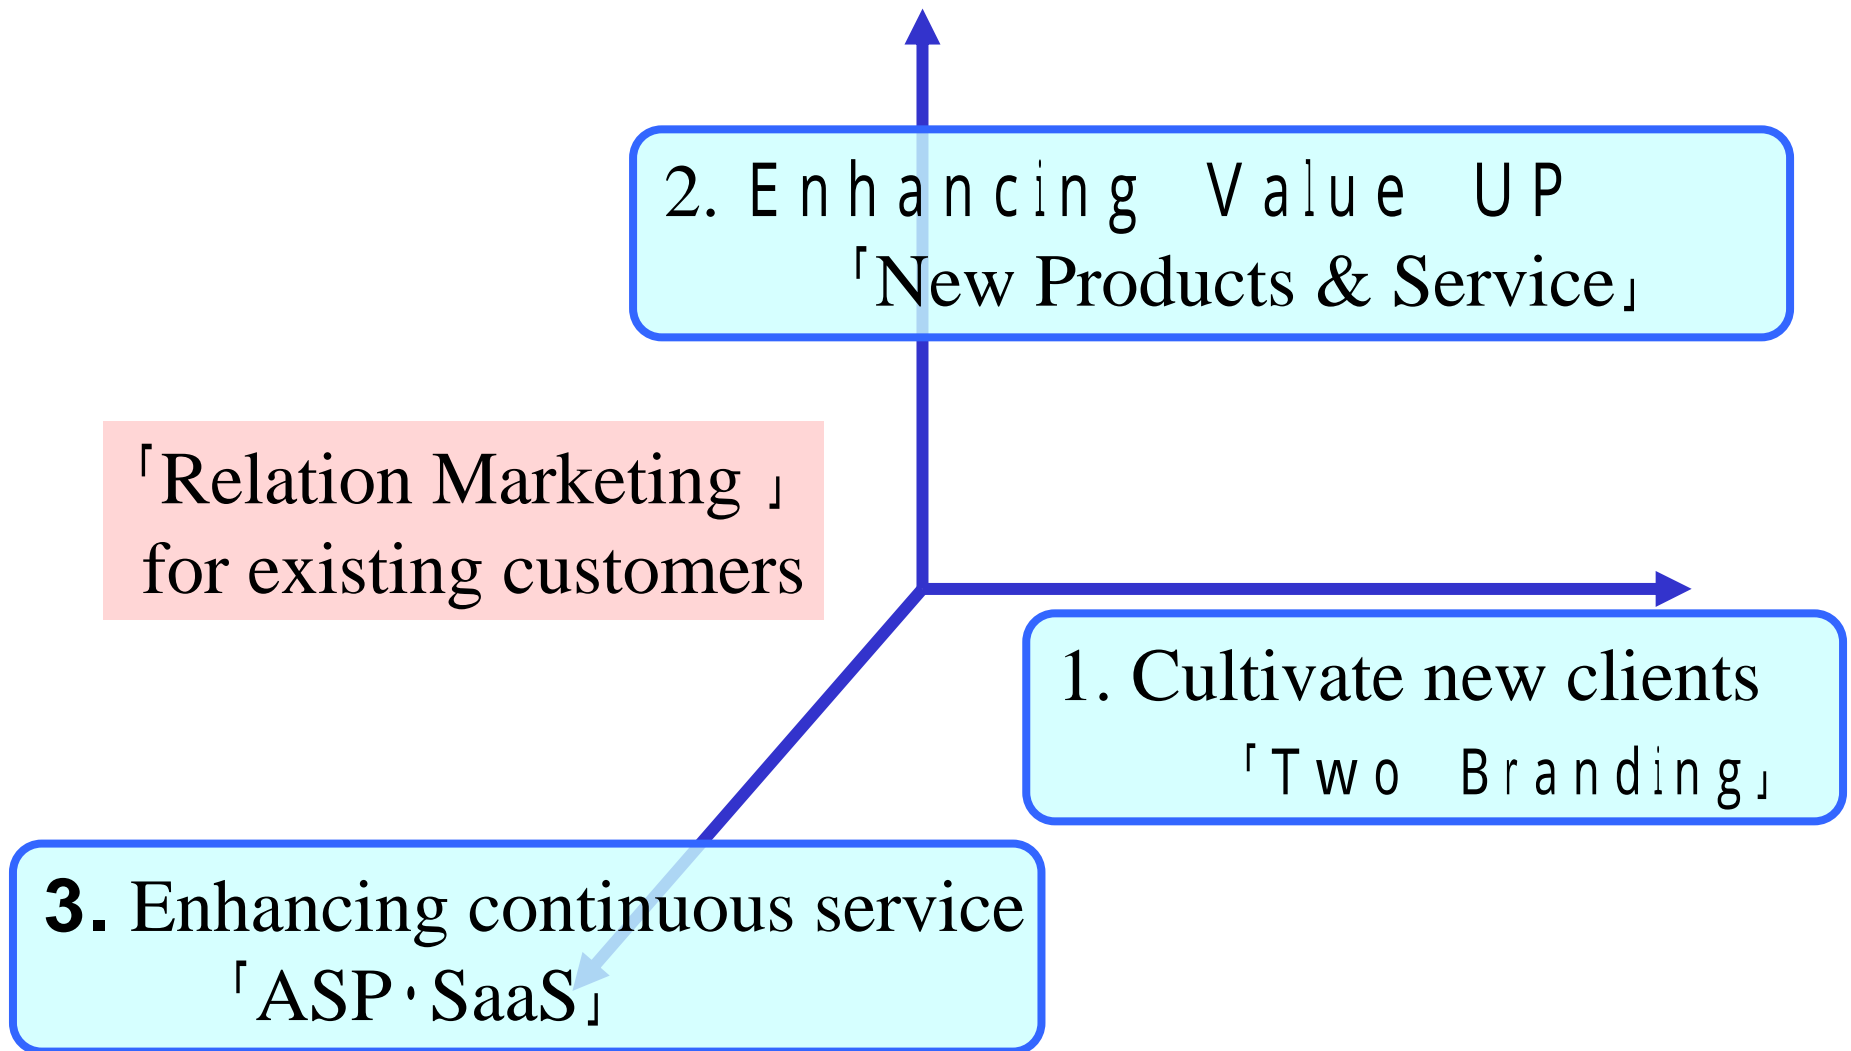 2. Enhancing Value UP
「New Products & Service」
「Relation Marketing 」
for existing customers
1. Cultivate new clients
「Two Branding」
3. Enhancing continuous service
「ASP・SaaS」